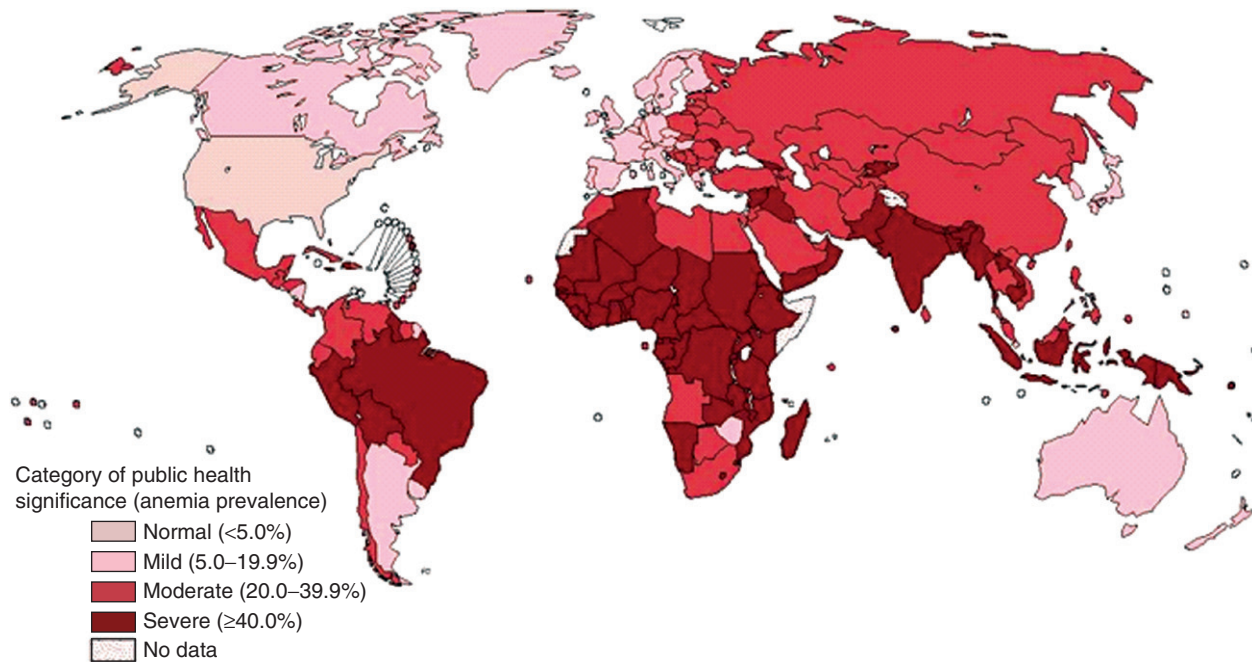 Category of public health
significance (anemia prevalence)
Normal (<5.0%)
Mild (5.0–19.9%)
Moderate (20.0–39.9%)
Severe (≥40.0%)
No data